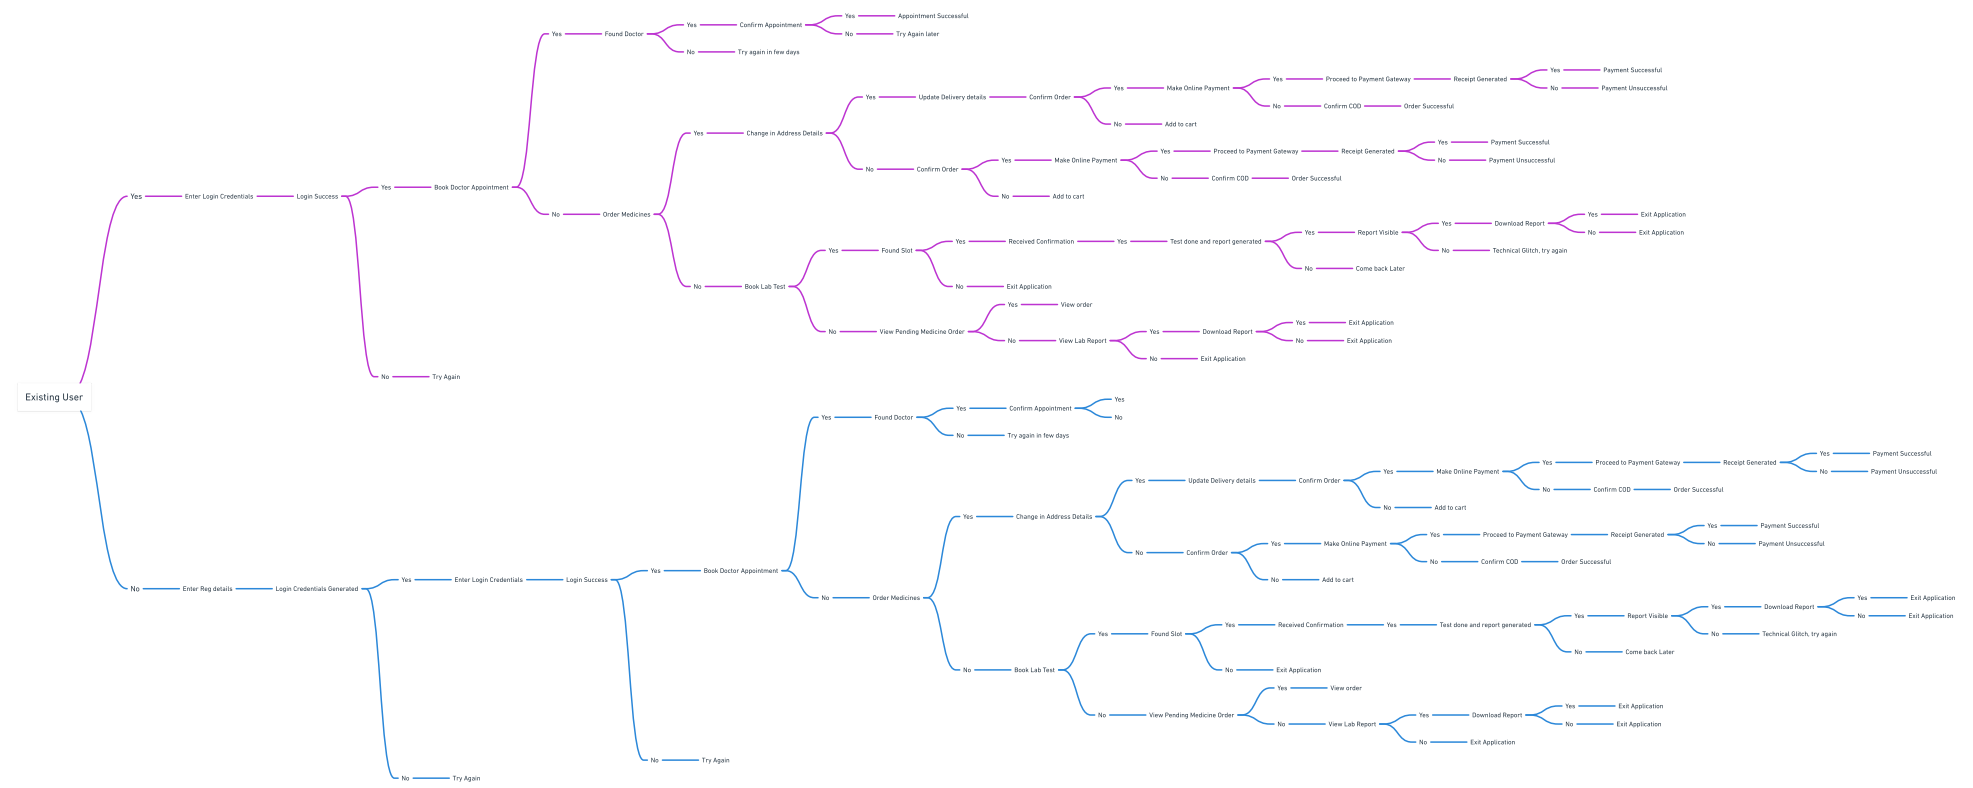 Existing User
Yes
Enter Login Credentials
Login Success
Yes
Book Doctor Appointment
Yes
Found Doctor
Yes
Confirm Appointment
Yes
Appointment Successful
No
Try Again later
No
Try again in few days
No
Order Medicines
Yes
Change in Address Details
Yes
Update Delivery details
Confirm Order
Yes
Make Online Payment
Yes
Proceed to Payment Gateway
Receipt Generated
Yes
Payment Successful
No
Payment Unsuccessful
No
Confirm COD
Order Successful
No
Add to cart
No
Confirm Order
Yes
Make Online Payment
Yes
Proceed to Payment Gateway
Receipt Generated
Yes
Payment Successful
No
Payment Unsuccessful
No
Confirm COD
Order Successful
No
Add to cart
No
Book Lab Test
Yes
Found Slot
Yes
Received Confirmation
Yes
Test done and report generated
Yes
Report Visible
Yes
Download Report
Yes
Exit Application
No
Exit Application
No
Technical Glitch, try again
No
Come back Later
No
Exit Application
No
View Pending Medicine Order
Yes
View order
No
View Lab Report
Yes
Download Report
Yes
Exit Application
No
Exit Application
No
Exit Application
No
Try Again
No
Enter Reg details
Login Credentials Generated
Yes
Enter Login Credentials
Login Success
Yes
Book Doctor Appointment
Yes
Found Doctor
Yes
Confirm Appointment
Yes
No
No
Try again in few days
No
Order Medicines
Yes
Change in Address Details
Yes
Update Delivery details
Confirm Order
Yes
Make Online Payment
Yes
Proceed to Payment Gateway
Receipt Generated
Yes
Payment Successful
No
Payment Unsuccessful
No
Confirm COD
Order Successful
No
Add to cart
No
Confirm Order
Yes
Make Online Payment
Yes
Proceed to Payment Gateway
Receipt Generated
Yes
Payment Successful
No
Payment Unsuccessful
No
Confirm COD
Order Successful
No
Add to cart
No
Book Lab Test
Yes
Found Slot
Yes
Received Confirmation
Yes
Test done and report generated
Yes
Report Visible
Yes
Download Report
Yes
Exit Application
No
Exit Application
No
Technical Glitch, try again
No
Come back Later
No
Exit Application
No
View Pending Medicine Order
Yes
View order
No
View Lab Report
Yes
Download Report
Yes
Exit Application
No
Exit Application
No
Exit Application
No
Try Again
No
Try Again